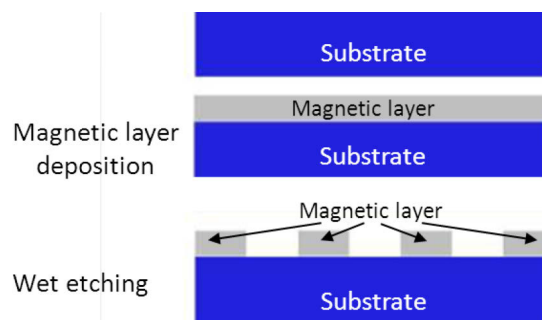 Substrate
Magnetic layer
Magnetic layer
deposition
Substrate
Magnetic layer
Wet etching
Substrate